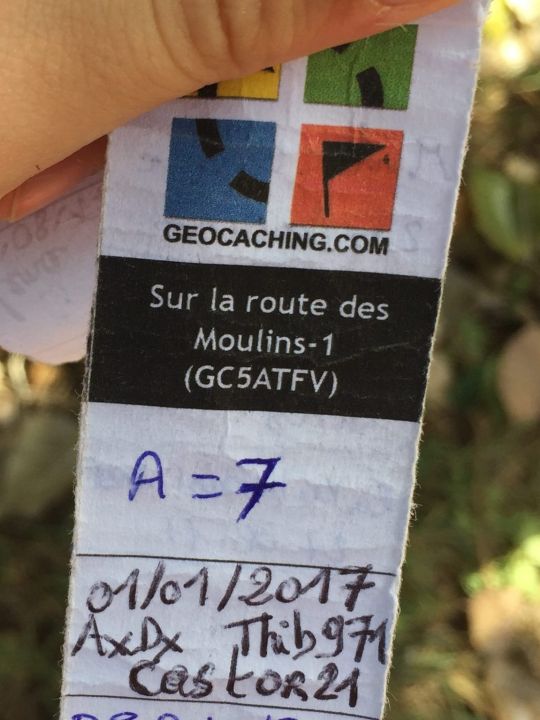 GEOCACHING.COM
Sur la route des
Moulins-1
(GC5ATFV)
A = 7
01/01/2017
AxDx Thib971
Castor21